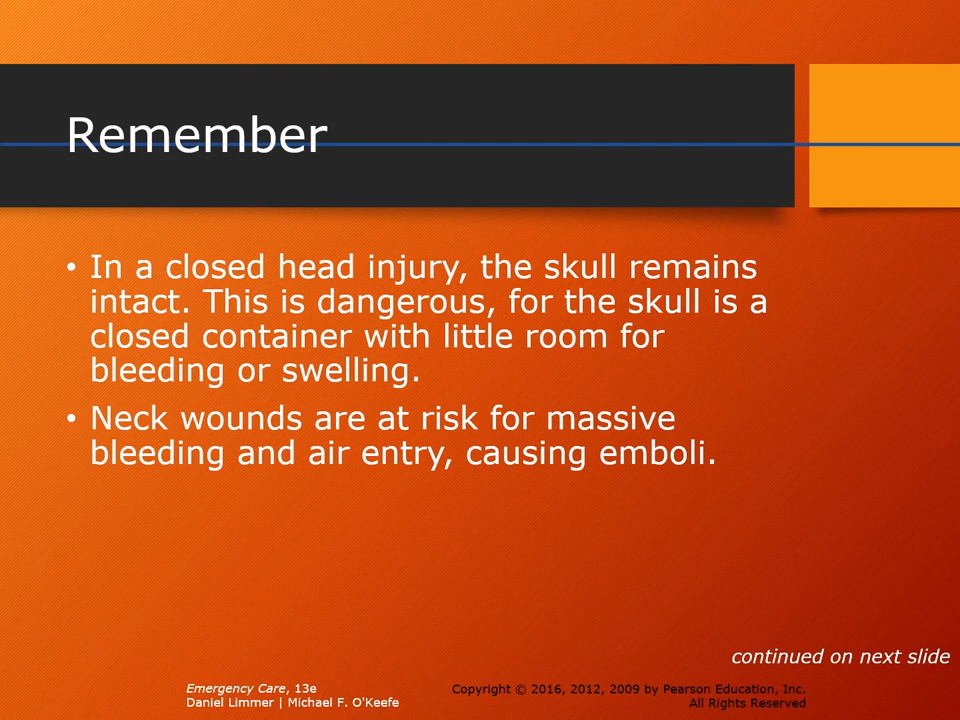 Remember
• In a closed head injury, the skull remains
intact. This is dangerous, for the skull is a
closed container with little room for
bleeding or swelling.
• Neck wounds are at risk for massive
bleeding and air entry, causing emboli.
continued on next slide
Emergency Care, 13e
Daniel Limmer | Michael F. O'Keefe
Copyright © 2016, 2012, 2009 by Pearson Education, Inc.
All Rights Reserved